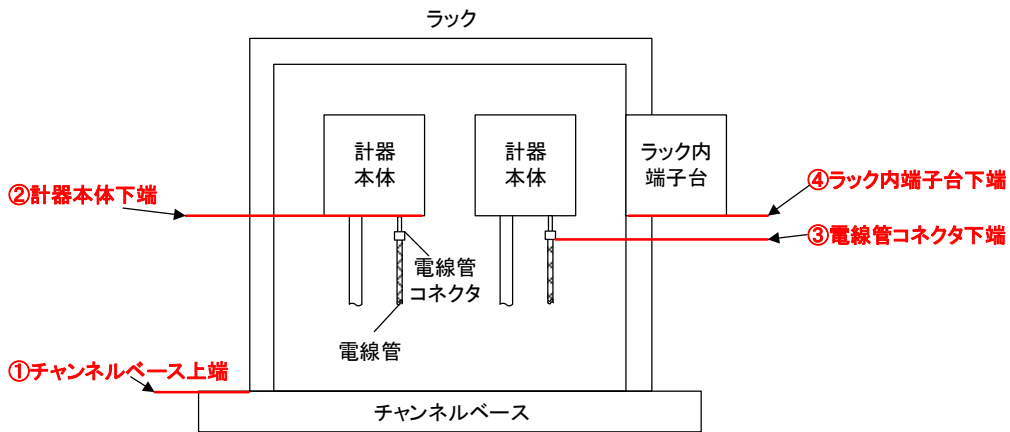 ラック
計器
本体
計器
本体
ラック内
端子台
②計器本体下端
④ラック内端子台下端
③電線管コネクタ下端
電線管
コネクタ
電線管
①チャンネルベース上端
チャンネルベース